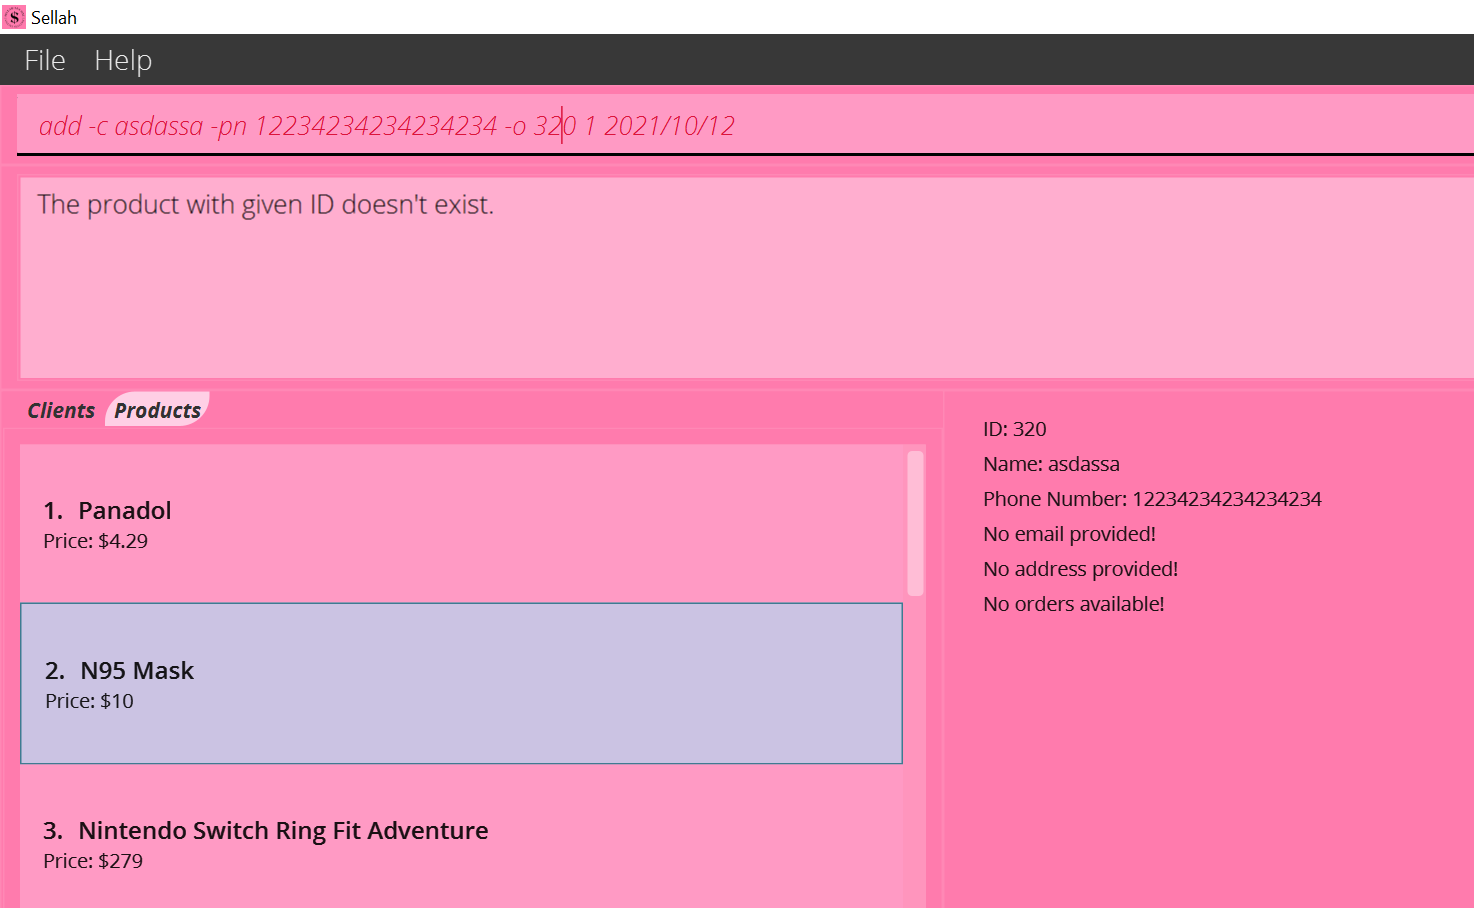 Sellah
File Help
add -c asdassa -pn 12234234234234234 -o 320 1 2021/10/12
The product with given ID doesn't exist.
Clients Products
1. Panadol
Price: $4.29
2. N95 Mask
Price: $10
3. Nintendo Switch Ring Fit Adventure
Price: $279
ID: 320
Name: asdassa
Phone Number: 12234234234234234
No email provided!
No address provided!
No orders available!